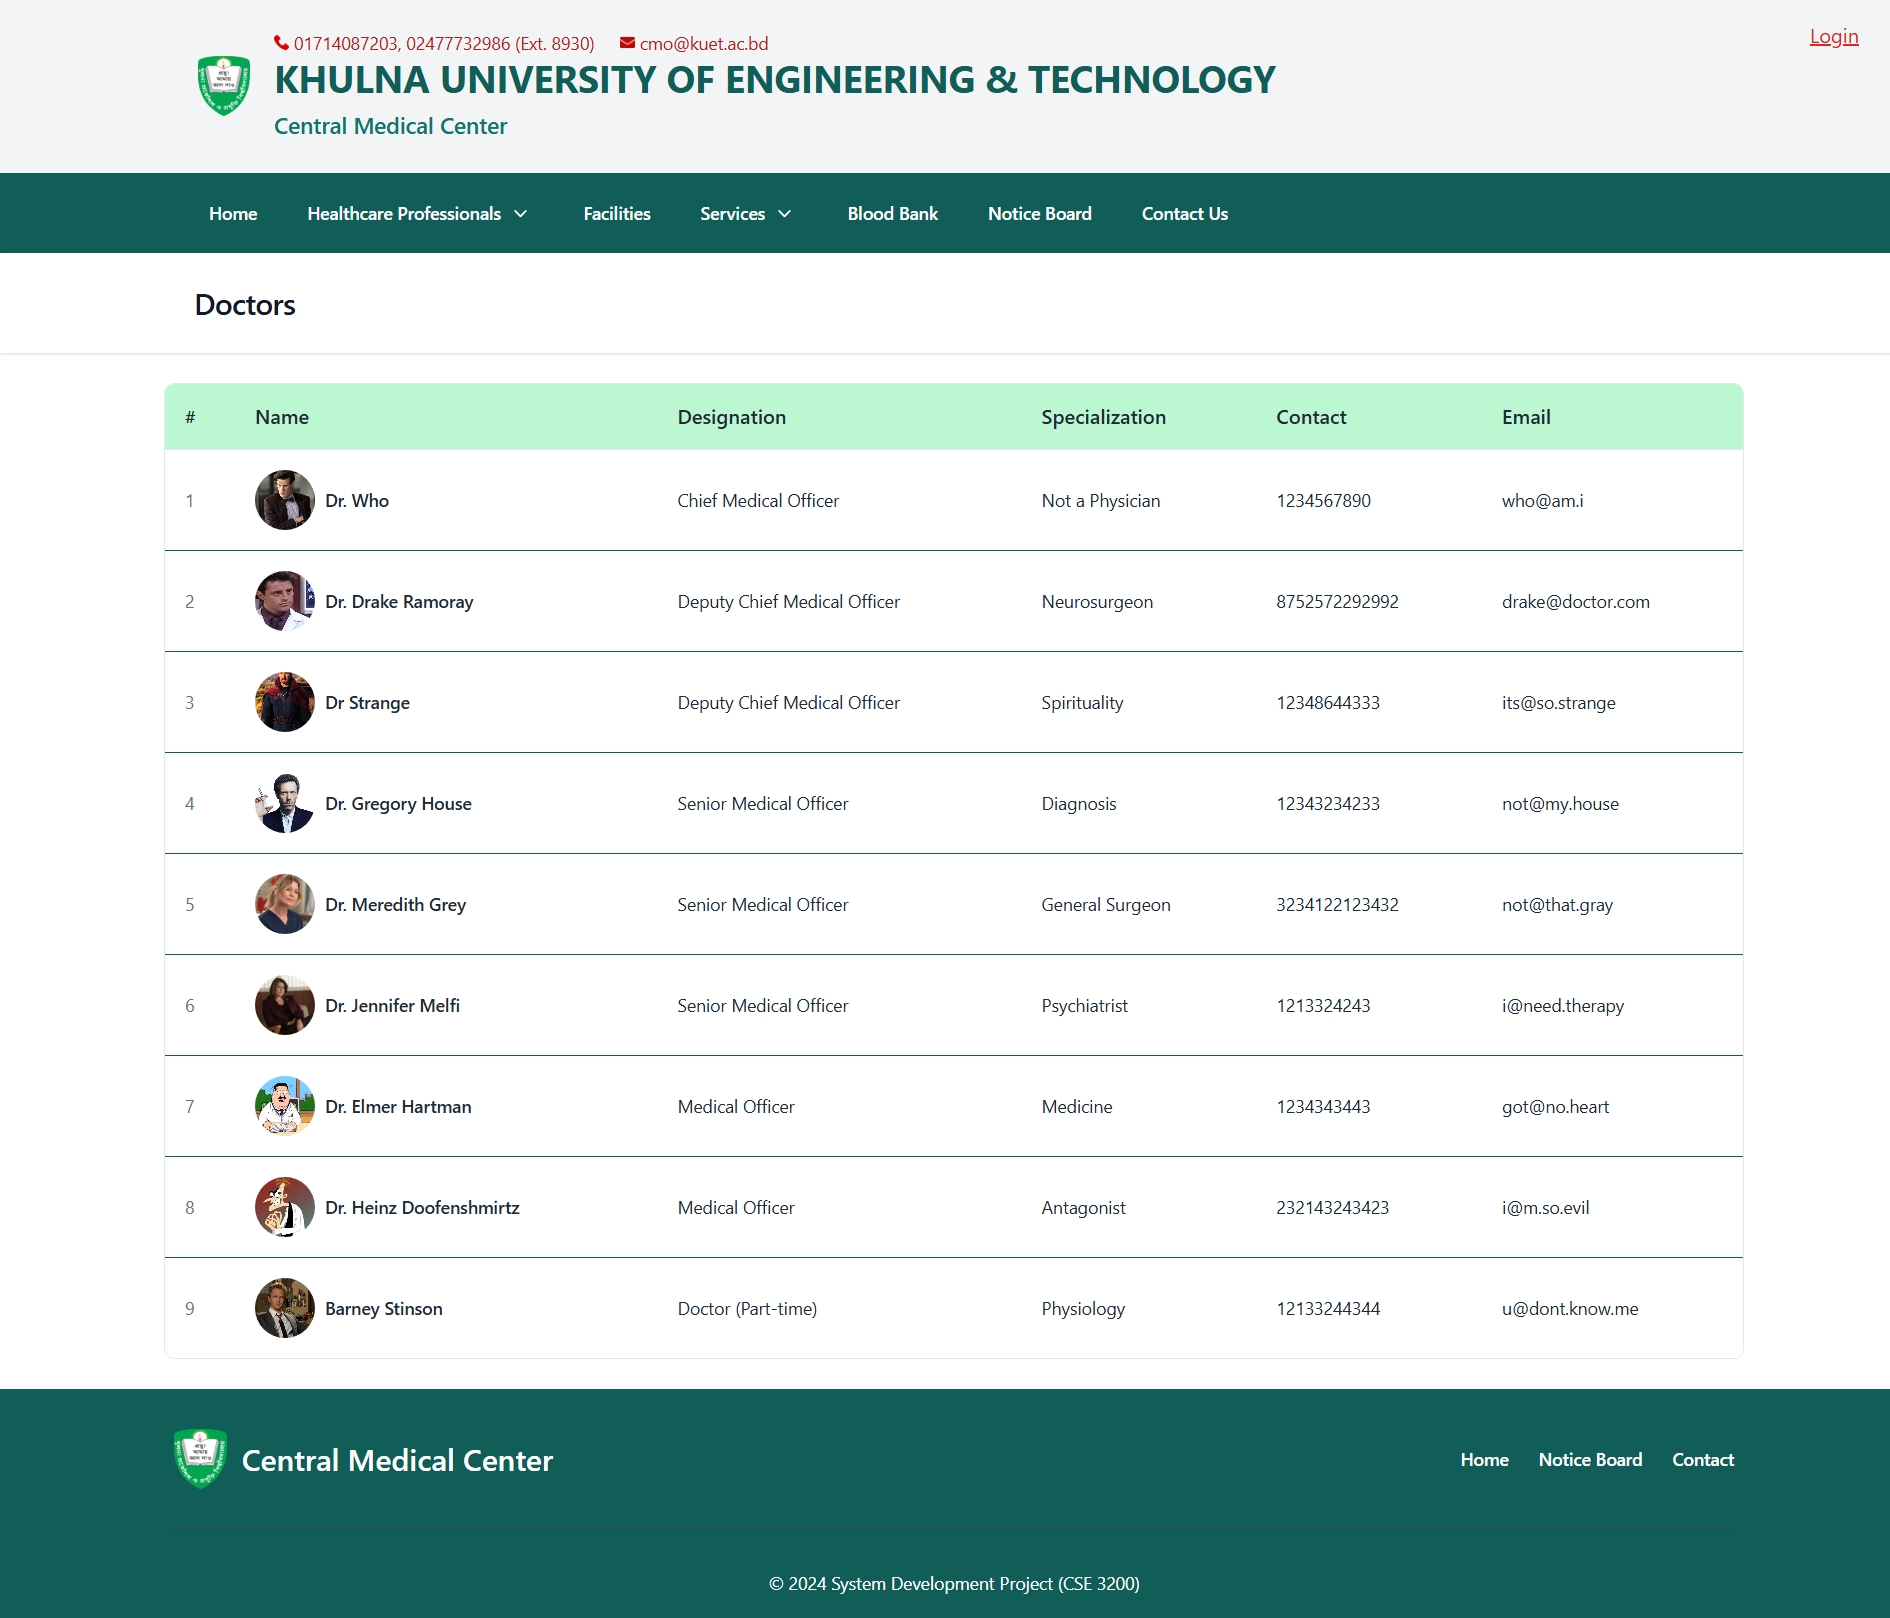 01714087203, 02477732986 (Ext. 8930) cmo@kuet.ac.bd
Login
KHULNA UNIVERSITY OF ENGINEERING & TECHNOLOGY
Central Medical Center
Home Healthcare Professionals Facilities Services Blood Bank Notice Board Contact Us
Doctors
# Name Designation Specialization Contact Email
1 Dr. Who Chief Medical Officer Not a Physician 1234567890 who@am.i
2 Dr. Drake Ramoray Deputy Chief Medical Officer Neurosurgeon 8752572292992 drake@doctor.com
3 Dr Strange Deputy Chief Medical Officer Spirituality 12348644333 its@so.strange
4 Dr. Gregory House Senior Medical Officer Diagnosis 12343234233 not@my.house
5 Dr. Meredith Grey Senior Medical Officer General Surgeon 3234122123432 not@that.gray
6 Dr. Jennifer Melfi Senior Medical Officer Psychiatrist 1213324243 i@need.therapy
7 Dr. Elmer Hartman Medical Officer Medicine 1234343443 got@no.heart
8 Dr. Heinz Doofenshmirtz Medical Officer Antagonist 232143243423 i@m.so.evil
9 Barney Stinson Doctor (Part-time) Physiology 12133244344 u@dont.know.me
Central Medical Center
Home Notice Board Contact
© 2024 System Development Project (CSE 3200)